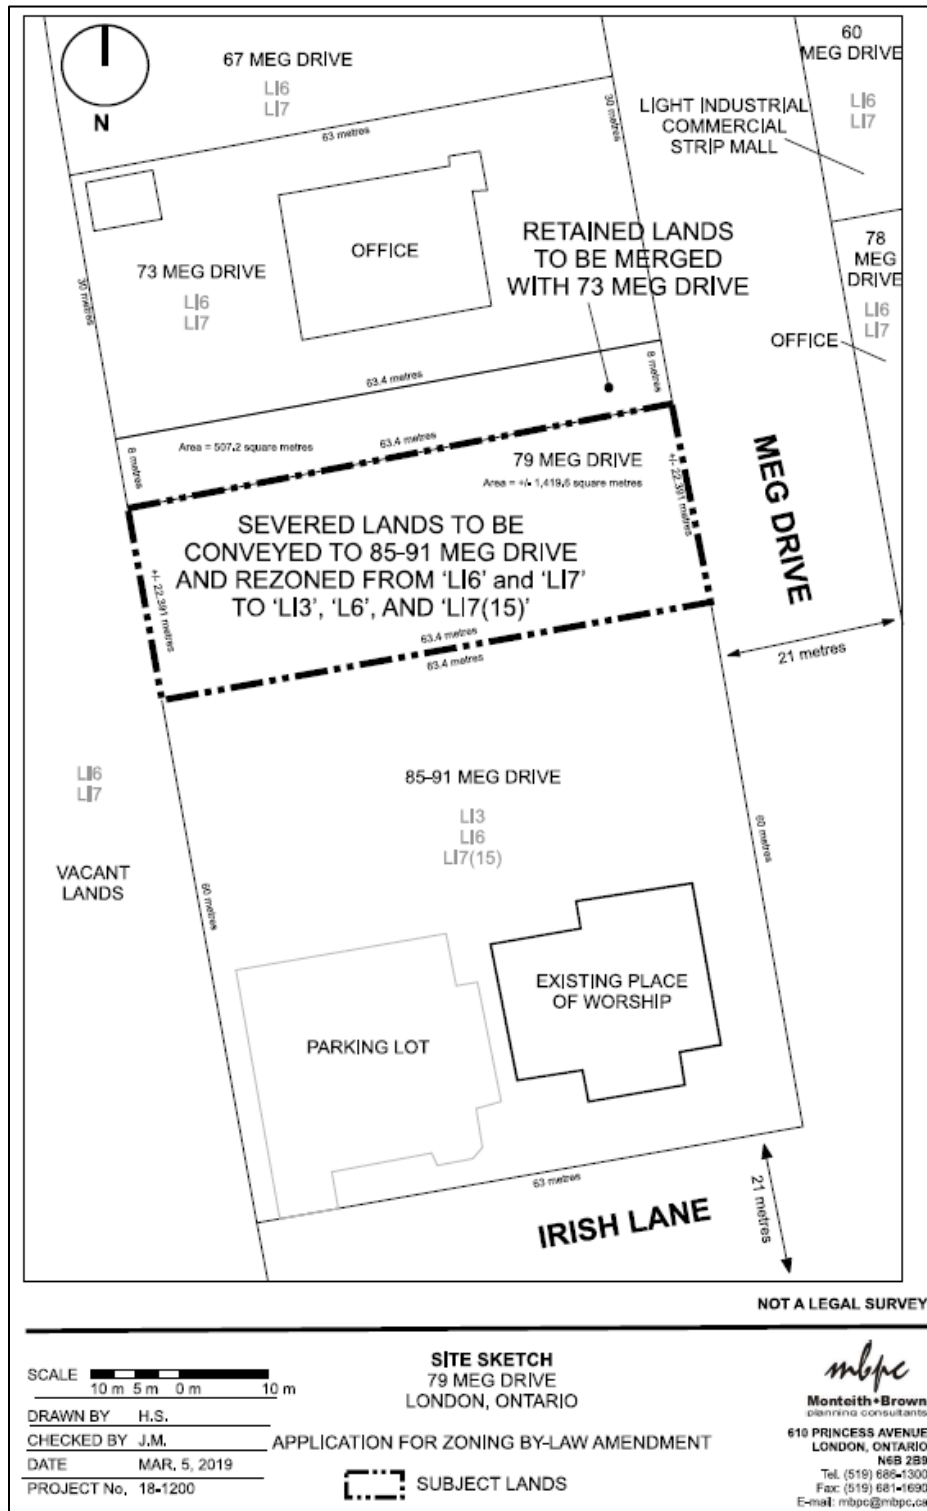 N
67 MEG DRIVE
LI6
LI7
63 metres
30 metres
60
MEG DRIVE
LI6
LI7
LIGHT INDUSTRIAL
COMMERCIAL
STRIP MALL
OFFICE
73 MEG DRIVE
LI6
LI7
30 metres
RETAINED LANDS
TO BE MERGED
WITH 73 MEG DRIVE
78
MEG
DRIVE
LI6
LI7
OFFICE
63.4 metres
8 metres
8 metres
Area = 507.2 square metres
63.4 metres
79 MEG DRIVE
Area = +/- 1,419.6 square metres
+/- 22.391 metres
MEG DRIVE
SEVERED LANDS TO BE
CONVEYED TO 85-91 MEG DRIVE
AND REZONED FROM ‘LI6’ and ‘LI7’
TO ‘LI3’, ‘L6’, AND ‘LI7(15)’
+/- 22.391 metres
63.4 metres
63.4 metres
21 metres
LI6
LI7
VACANT
LANDS
85-91 MEG DRIVE
LI3
LI6
LI7(15)
60 metres
60 metres
EXISTING PLACE
OF WORSHIP
PARKING LOT
63 metres
IRISH LANE
21 metres
NOT A LEGAL SURVEY
SCALE
10 m 5 m 0 m 10 m
DRAWN BY H.S.
CHECKED BY J.M.
DATE MAR. 5, 2019
PROJECT No. 18-1200
SITE SKETCH
79 MEG DRIVE
LONDON, ONTARIO
APPLICATION FOR ZONING BY-LAW AMENDMENT
SUBJECT LANDS
mbpc
Monteith+Brown
planning consultants
610 PRINCESS AVENUE
LONDON, ONTARIO
N6B 2B9
Tel. (519) 686-1300
Fax: (519) 681-1690
E-mail: mbpc@mbpc.ca